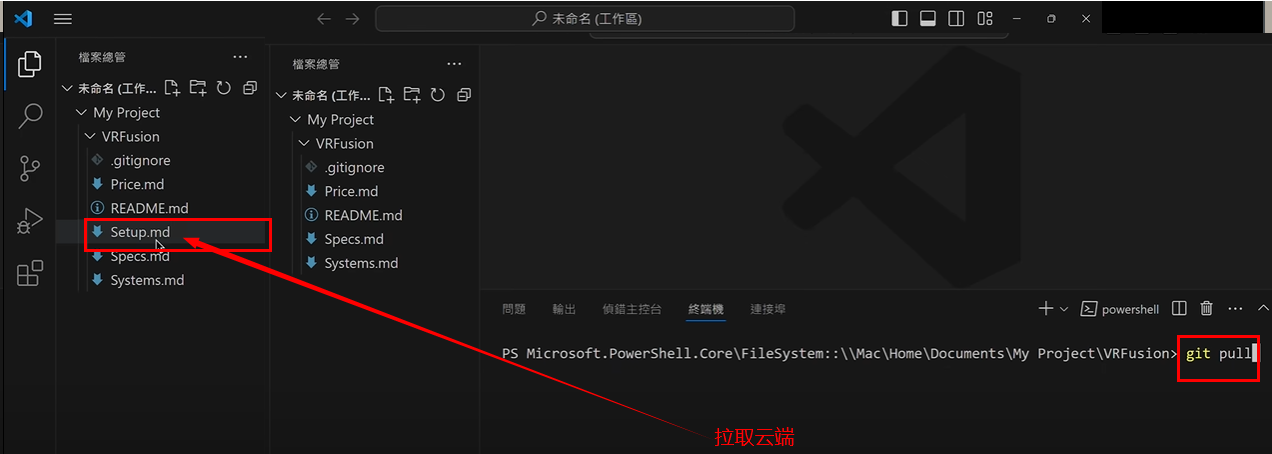 未命名 (工作區)
檔案總管
未命名 (工作...
My Project
VRFusion
.gitignore
Price.md
README.md
Setup.md
Specs.md
Systems.md
檔案總管
未命名 (工作...
My Project
VRFusion
.gitignore
Price.md
README.md
Specs.md
Systems.md
問題 輸出 偵錯主控台 終端機 連接埠 powershell
PS Microsoft.PowerShell.Core\FileSystem::\\Mac\Home\Documents\My Project\VRFusion> git pull
拉取云端